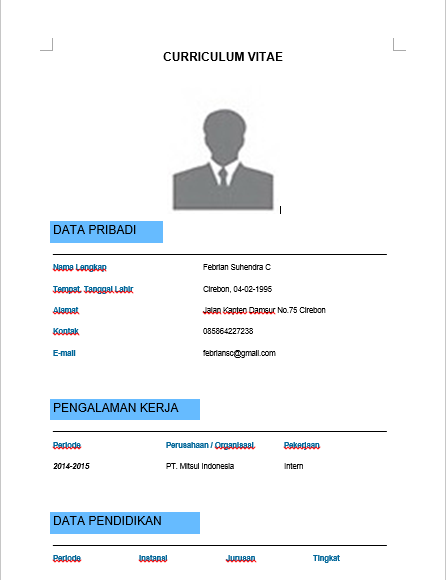 CURRICULUM VITAE
DATA PRIBADI
Nama Lengkap Febrian Suhendra C
Tempat, Tanggal Lahir Cirebon, 04-02-1995
Alamat Jalan Kapten Damsur No.75 Cirebon
Kontak 085864227238
E-mail febriansc@gmail.com
PENGALAMAN KERJA
Periode Perusahaan / Organisasi Pekerjaan
2014-2015 PT. Mitsui Indonesia Intern
DATA PENDIDIKAN
Periode Instansi Jurusan Tingkat